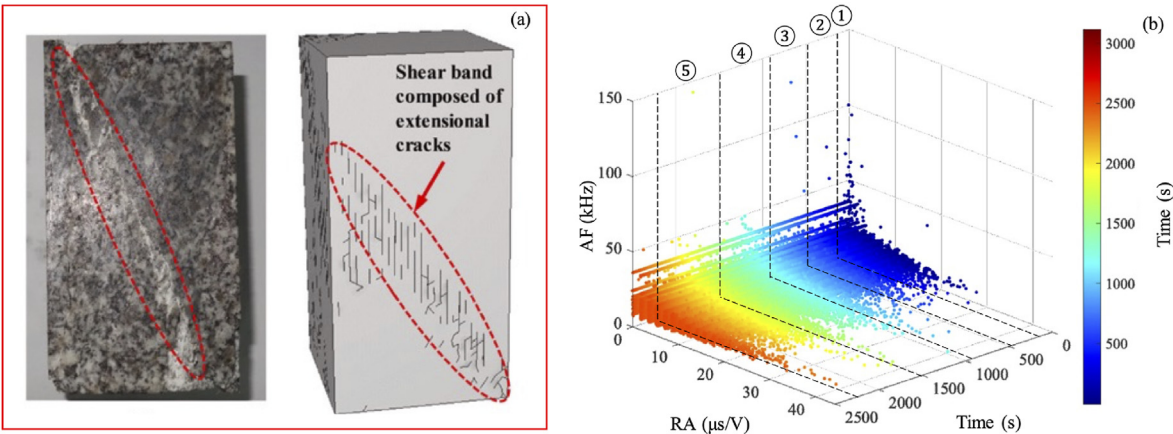 (a)
Shear band
composed of
extensional
cracks
(b)
① ② ③ ④ ⑤
AF (kHz)
150
100
50
0
0
10
20
30
40
RA (μs/V)
2500
2000
1500
1000
500
0
Time (s)
3000
2500
2000
1500
1000
500
Time (s)